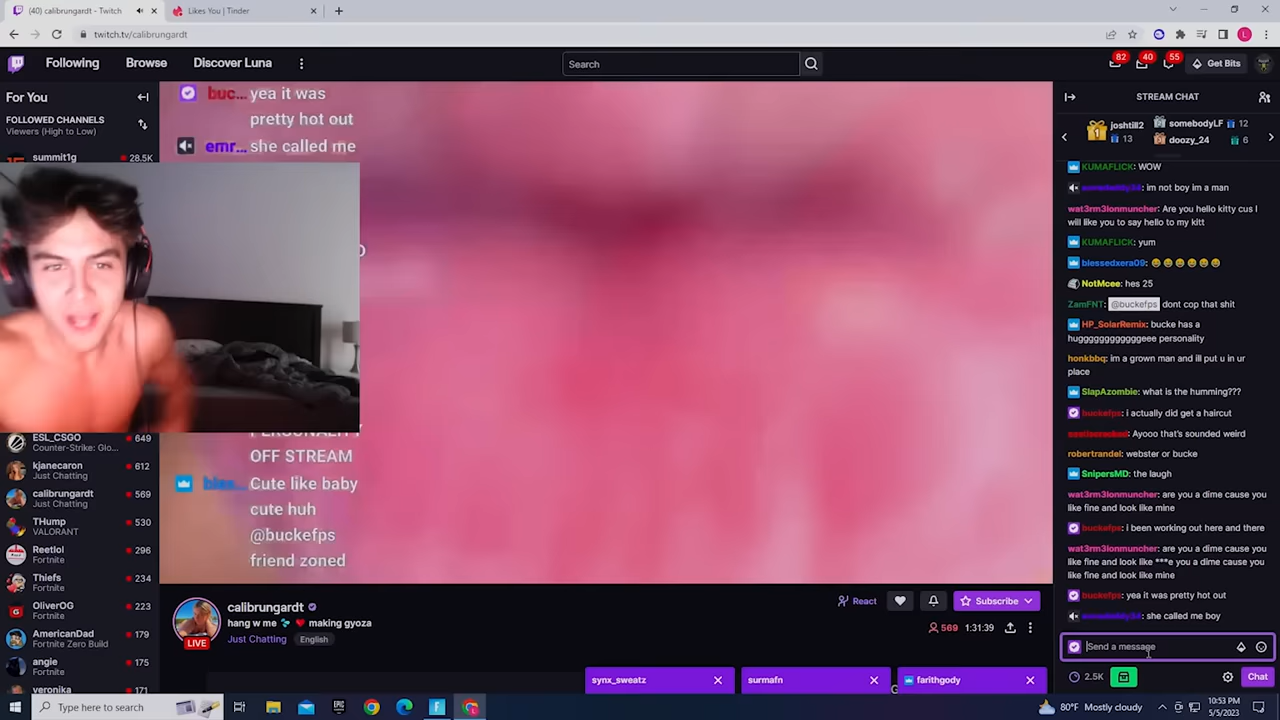 (40) calibrungardt - Twitch
Likes You | Tinder
twitch.tv/calibrungardt
Following
Browse
Discover Luna
Search
82
40
55
Get Bits
For You
FOLLOWED CHANNELS
Viewers (High to Low)
summit1g
28.5K
ESL_CSGO
649
Counter-Strike: Glo...
kjanecaron
612
Just Chatting
calibrungardt
569
Just Chatting
THump
530
VALORANT
Reetlol
296
Fortnite
Thiefs
234
Fortnite
OliverOG
223
Fortnite
AmericanDad
179
Fortnite Zero Build
angie
175
Fortnite
veronika
171
buc... yea it was
pretty hot out
emr... she called me
PERSONALITY
OFF STREAM
Cute like baby
cute huh
@buckefps
friend zoned
LIVE
calibrungardt
hang w me making gyoza
Just Chatting
English
React
Subscribe
569
1:31:39
synx_sweatz
surmafn
farithgody
STREAM CHAT
1
joshtill2
13
somebodyLF
12
doozy_24
6
KUMAFLICK: WOW
: im not boy im a man
wat3rm3lonmuncher: Are you hello kitty cus I
will like you to say hello to my kitt
KUMAFLICK: yum
blessedxera09:
NotMcee: hes 25
ZamFNT: @buckefps dont cop that shit
HP_SolarRemix: bucke has a
huggggggggggggeee personality
honkbbq: im a grown man and ill put u in ur
place
SlapAzombie: what is the humming???
buckefps: i actually did get a haircut
: Ayooo that's sounded weird
robertrandel: webster or bucke
SnipersMD: the laugh
wat3rm3lonmuncher: are you a dime cause you
like fine and look like mine
buckefps: i been working out here and there
wat3rm3lonmuncher: are you a dime cause you
like fine and look like ***e you a dime cause you
like fine and look like mine
buckefps: yea it was pretty hot out
: she called me boy
Send a message
2.5K
Chat
Type here to search
80°F Mostly cloudy
10:53 PM
5/5/2023